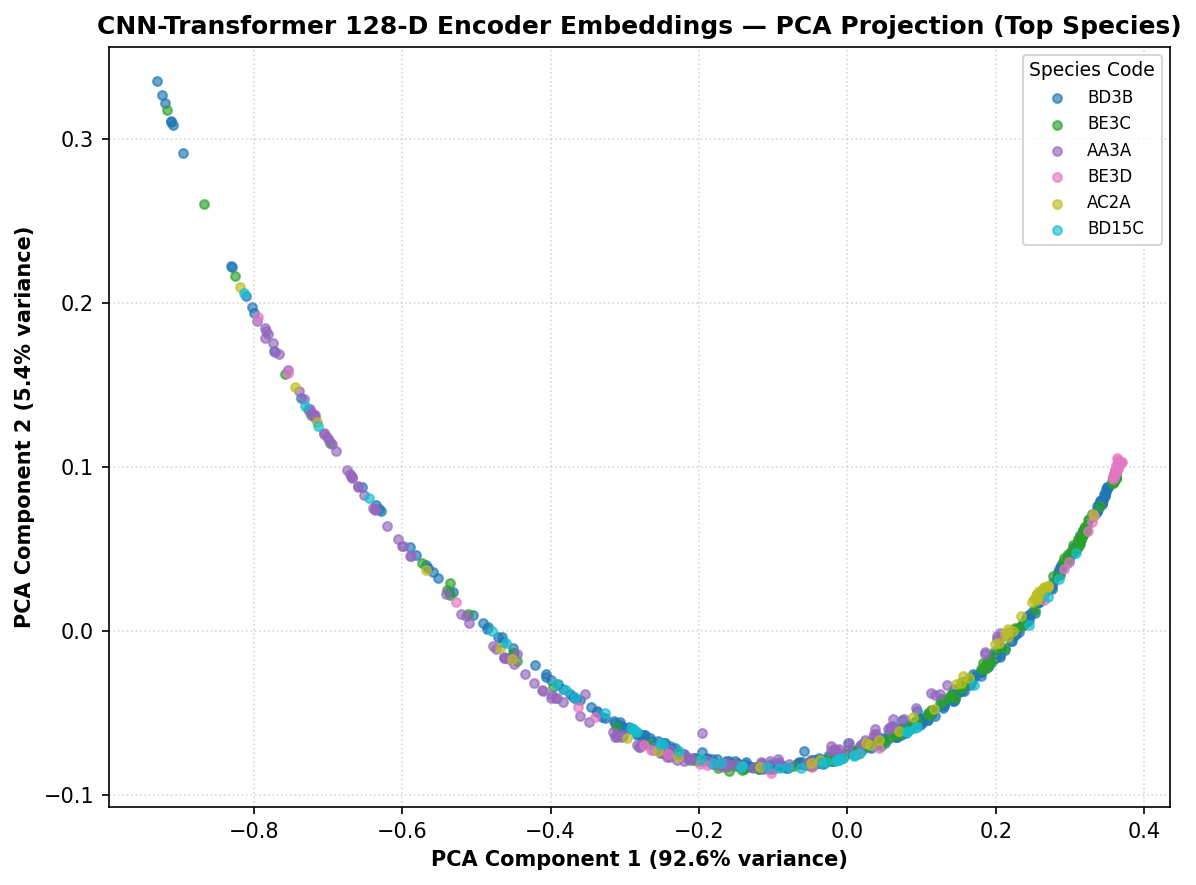 CNN-Transformer 128-D Encoder Embeddings — PCA Projection (Top Species)
Species Code
BD3B
BE3C
AA3A
BE3D
AC2A
BD15C
0.3
0.2
0.1
0.0
−0.1
PCA Component 2 (5.4% variance)
−0.8
−0.6
−0.4
−0.2
0.0
0.2
0.4
PCA Component 1 (92.6% variance)